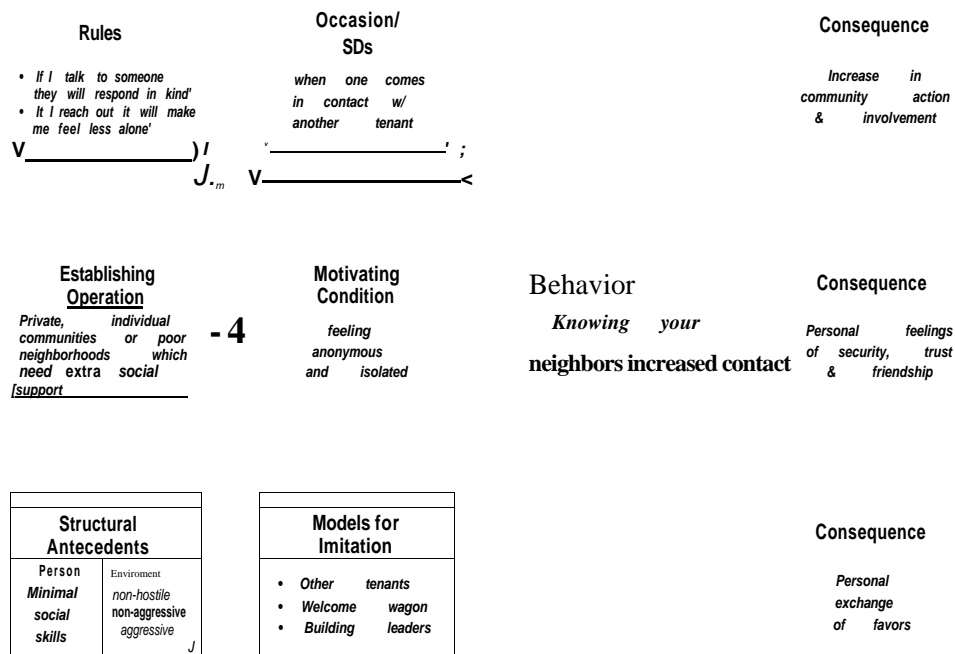 Rules
• If I talk to someone
they will respond in kind'
• It I reach out it will make
me feel less alone'
V ) I
J.m
Occasion/
SDs
when one comes
in contact w/
another tenant
v ' ;
V <
Consequence
Increase in
community action
& involvement
Establishing
Operation
Private, individual
communities or poor
neighborhoods which
need extra social
[support
- 4
Motivating
Condition
feeling
anonymous
and isolated
Behavior
Knowing your
neighbors increased contact
Consequence
Personal feelings
of security, trust
& friendship
Structural
Antecedents
Person
Minimal
social
skills
Enviroment
non-hostile
non-aggressive
aggressive
J
Models for
Imitation
• Other tenants
• Welcome wagon
• Building leaders
Consequence
Personal
exchange
of favors